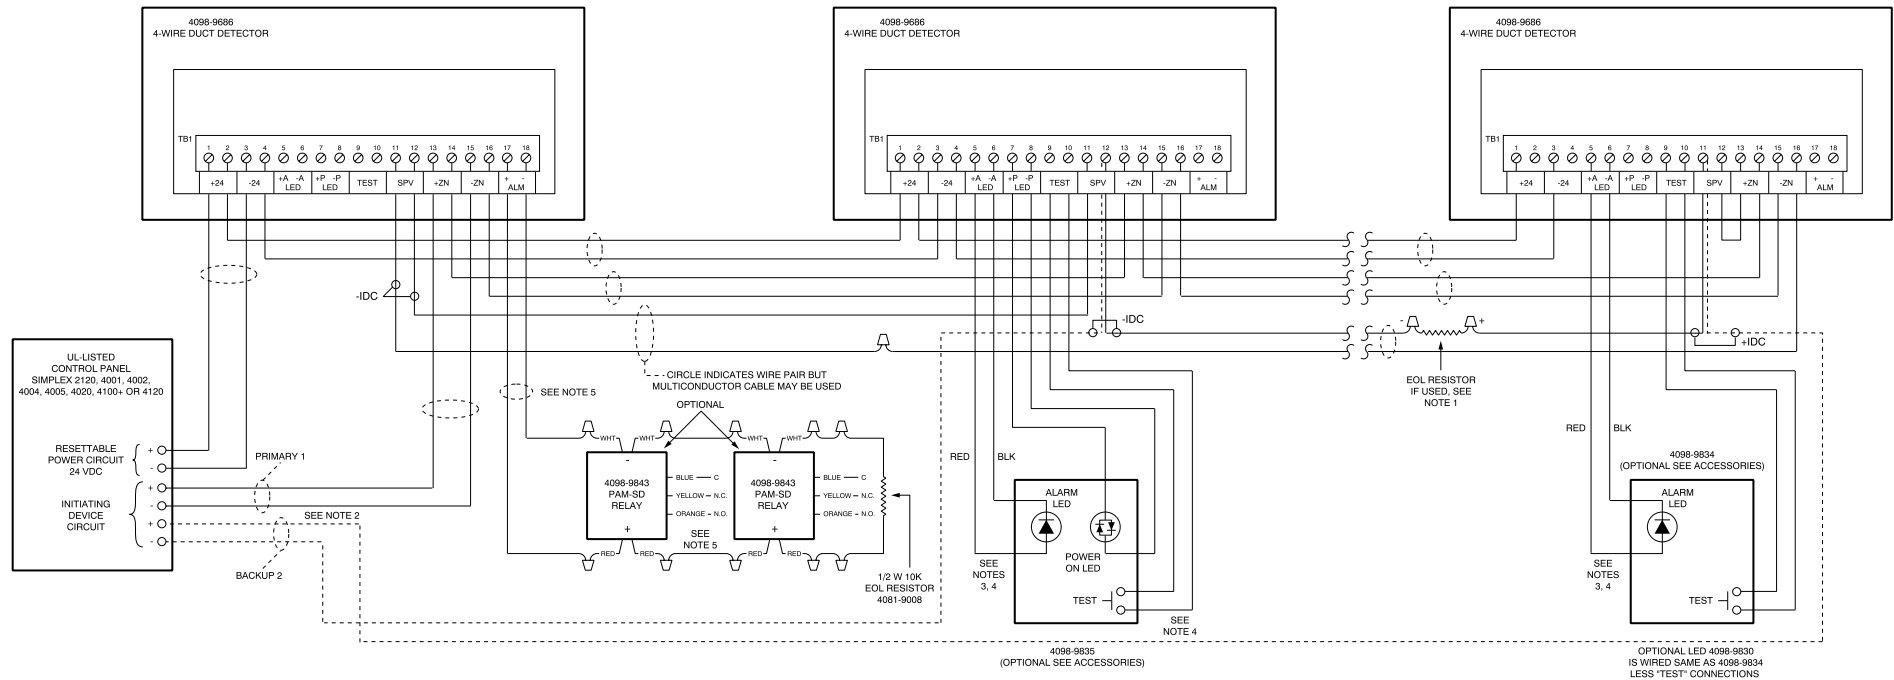 4098-9686
4-WIRE DUCT DETECTOR
TB1
1 2 3 4 5 6 7 8 9 10 11 12 13 14 15 16 17 18
+24 -24 +A -A LED +P -P LED TEST SPV +ZN -ZN + - ALM
4098-9686
4-WIRE DUCT DETECTOR
TB1
1 2 3 4 5 6 7 8 9 10 11 12 13 14 15 16 17 18
+24 -24 +A -A LED +P -P LED TEST SPV +ZN -ZN + - ALM
4098-9686
4-WIRE DUCT DETECTOR
TB1
1 2 3 4 5 6 7 8 9 10 11 12 13 14 15 16 17 18
+24 -24 +A -A LED +P -P LED TEST SPV +ZN -ZN + - ALM
-IDC
-IDC
- +
+IDC
UL-LISTED
CONTROL PANEL
SIMPLEX 2120, 4001, 4002,
4004, 4005, 4020, 4100+ OR 4120
RESETTABLE
POWER CIRCUIT
24 VDC
+
-
INITIATING
DEVICE
CIRCUIT
+
-
+
-
PRIMARY 1
SEE NOTE 2
BACKUP 2
CIRCLE INDICATES WIRE PAIR BUT
MULTICONDUCTOR CABLE MAY BE USED
SEE NOTE 5
OPTIONAL
WHT WHT WHT WHT
-
4098-9843
PAM-SD
RELAY
+
BLUE C
YELLOW N.C.
ORANGE N.O.
-
4098-9843
PAM-SD
RELAY
+
BLUE C
YELLOW N.C.
ORANGE N.O.
SEE
NOTE 5
RED RED RED RED
1/2 W 10K
EOL RESISTOR
4081-9008
RED BLK
ALARM
LED
POWER
ON LED
TEST
SEE
NOTES
3, 4
SEE
NOTE 4
4098-9835
(OPTIONAL SEE ACCESSORIES)
EOL RESISTOR
IF USED, SEE
NOTE 1
RED BLK
4098-9834
(OPTIONAL SEE ACCESSORIES)
ALARM
LED
SEE
NOTES
3, 4
TEST
OPTIONAL LED 4098-9830
IS WIRED SAME AS 4098-9834
LESS "TEST" CONNECTIONS